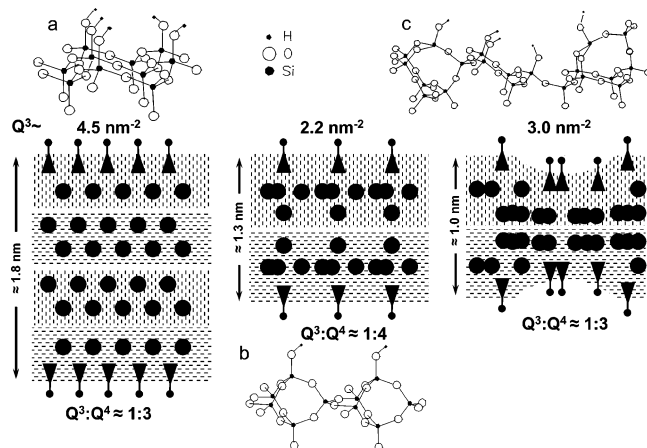 a
H
O
Si
c
Q³~ 4.5 nm⁻² 2.2 nm⁻² 3.0 nm⁻²
≈ 1.8 nm
≈ 1.3 nm
≈ 1.0 nm
Q³:Q⁴ ≈ 1:3
Q³:Q⁴ ≈ 1:4
Q³:Q⁴ ≈ 1:3
b